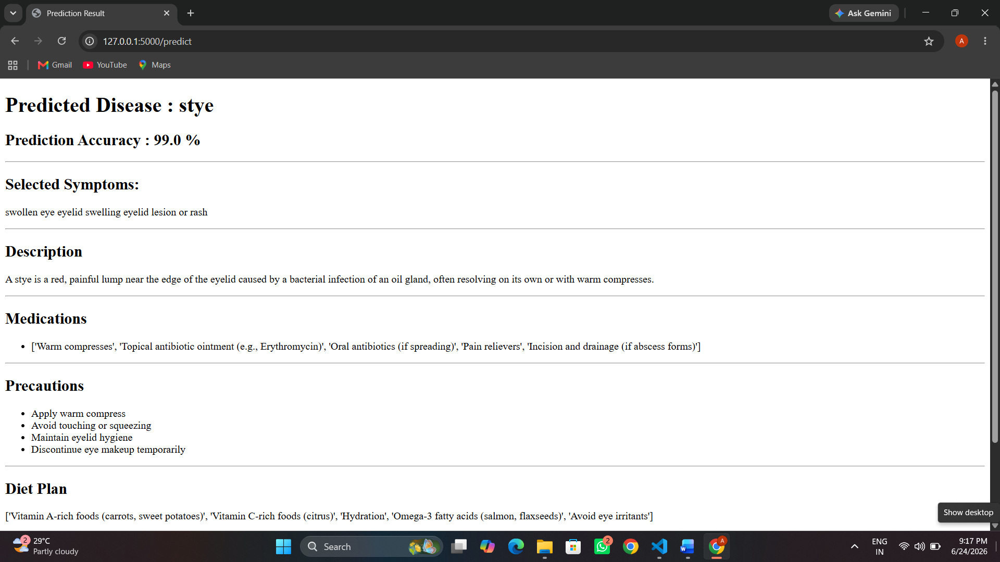 Prediction Result
Ask Gemini
127.0.0.1:5000/predict
A
Gmail
YouTube
Maps
Predicted Disease : stye
Prediction Accuracy : 99.0 %
Selected Symptoms:
swollen eye eyelid swelling eyelid lesion or rash
Description
A stye is a red, painful lump near the edge of the eyelid caused by a bacterial infection of an oil gland, often resolving on its own or with warm compresses.
Medications
['Warm compresses', 'Topical antibiotic ointment (e.g., Erythromycin)', 'Oral antibiotics (if spreading)', 'Pain relievers', 'Incision and drainage (if abscess forms)']
Precautions
Apply warm compress
Avoid touching or squeezing
Maintain eyelid hygiene
Discontinue eye makeup temporarily
Diet Plan
['Vitamin A-rich foods (carrots, sweet potatoes)', 'Vitamin C-rich foods (citrus)', 'Hydration', 'Omega-3 fatty acids (salmon, flaxseeds)', 'Avoid eye irritants']
Show desktop
2
29°C
Partly cloudy
Search
2
W
A
ENG
IN
9:17 PM
6/24/2026